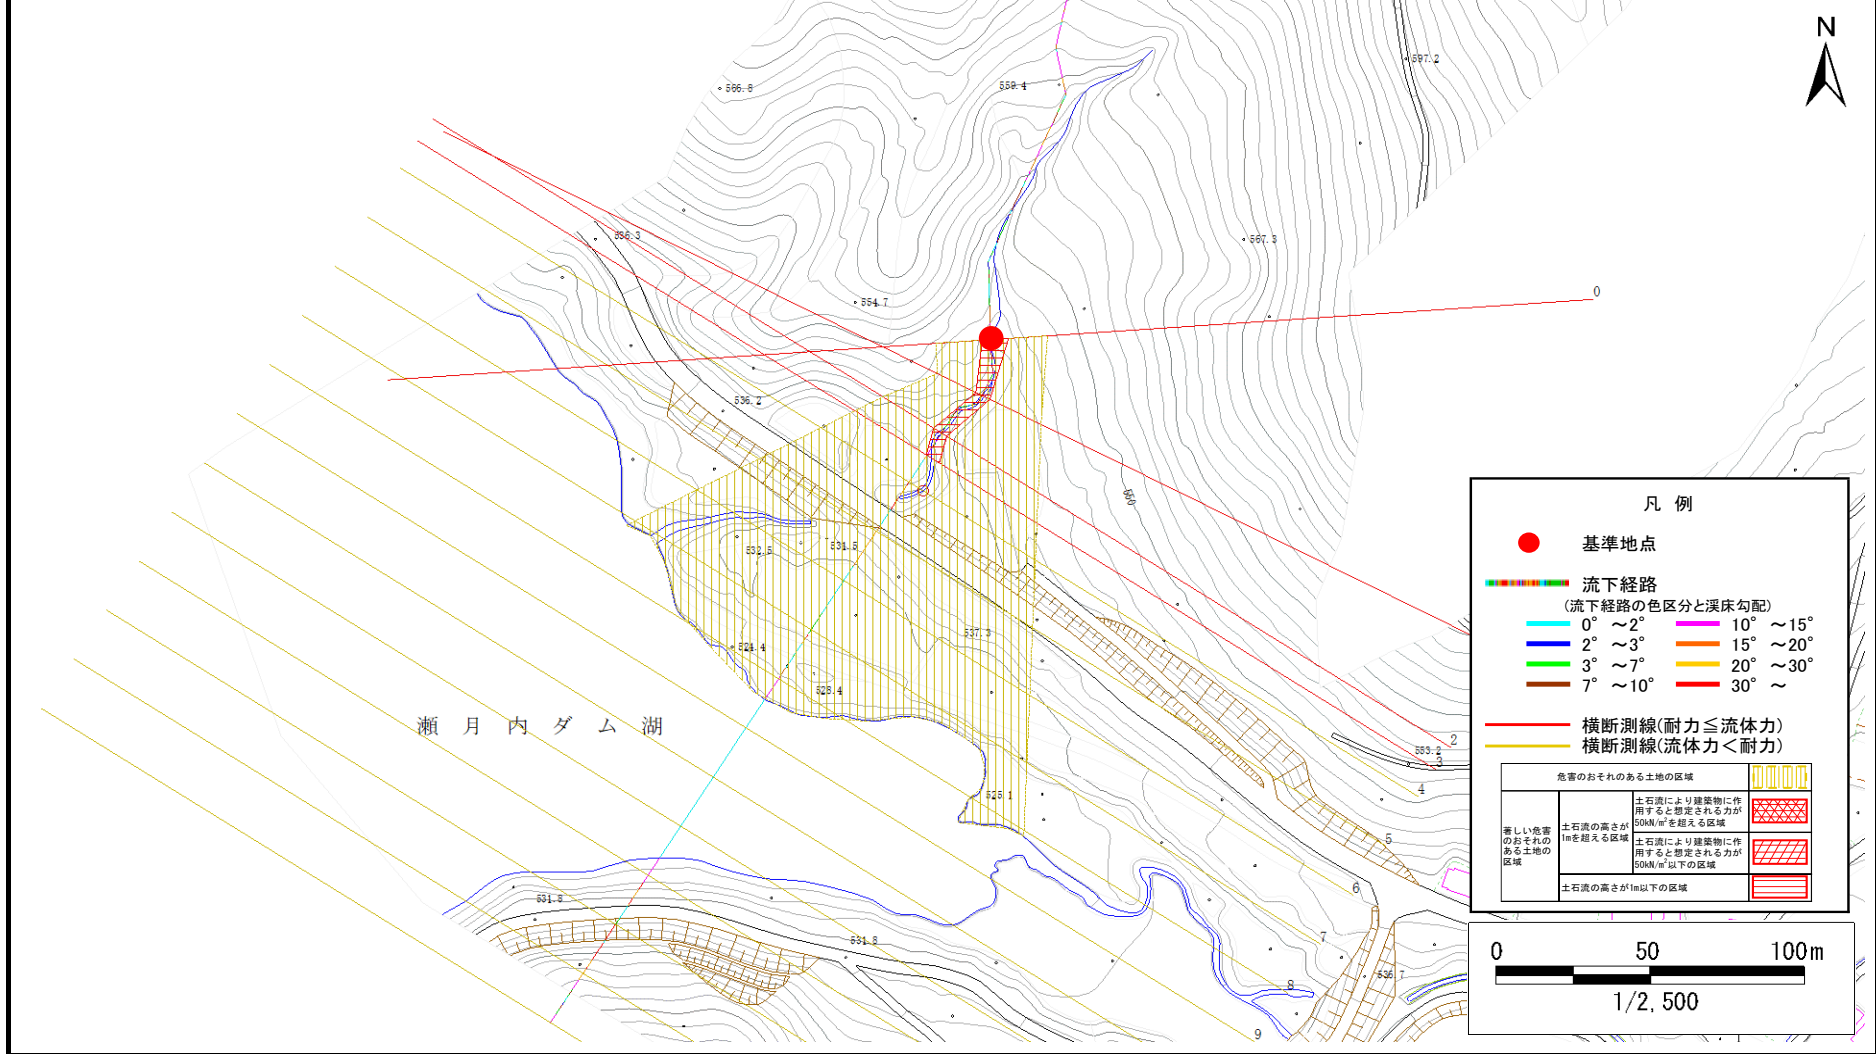 N
597.2
566.8
559.4
536.3
567.3
0
554.7
536.2
550
532.5
531.5
537.3
524.4
528.4
瀬月内ダム湖
525.1
553.2
2
3
4
5
6
7
8
9
531.8
531.8
536.7
凡 例
基準地点
流下経路
(流下経路の色区分と渓床勾配)
0° ～2° 10° ～15°
2° ～3° 15° ～20°
3° ～7° 20° ～30°
7° ～10° 30° ～
横断測線(耐力≦流体力)
横断測線(流体力＜耐力)
危害のおそれのある土地の区域
著しい危害
のおそれの
ある土地の
区域
土石流の高さが
1mを超える区域
土石流により建築物に作
用すると想定される力が
50kN/㎡を超える区域
土石流により建築物に作
用すると想定される力が
50kN/㎡以下の区域
土石流の高さが1m以下の区域
0 50 100m
1/2,500